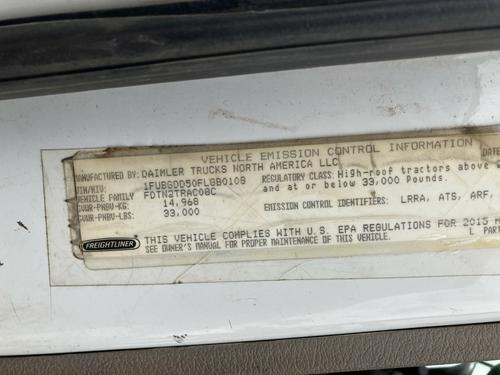 VEHICLE EMISSION CONTROL INFORMATION
DATE
MANUFACTURED BY: DAIMLER TRUCKS NORTH AMERICA LLC
VIN/NIV: 1FUBGDD50FLGB0108
REGULATORY CLASS: High-roof tractors above
VEHICLE FAMILY FDTN2TRAC08C
or below 33,000 Pounds.
GVWR-PNBV-KG: 14,968
GVWR-PNBV-LBS: 33,000
EMISSION CONTROL IDENTIFIERS: LRRA, ATS, ARF,
THIS VEHICLE COMPLIES WITH U.S. EPA REGULATIONS FOR 2015
SEE OWNER'S MANUAL FOR PROPER MAINTENANCE OF THIS VEHICLE.
L PART
FREIGHTLINER